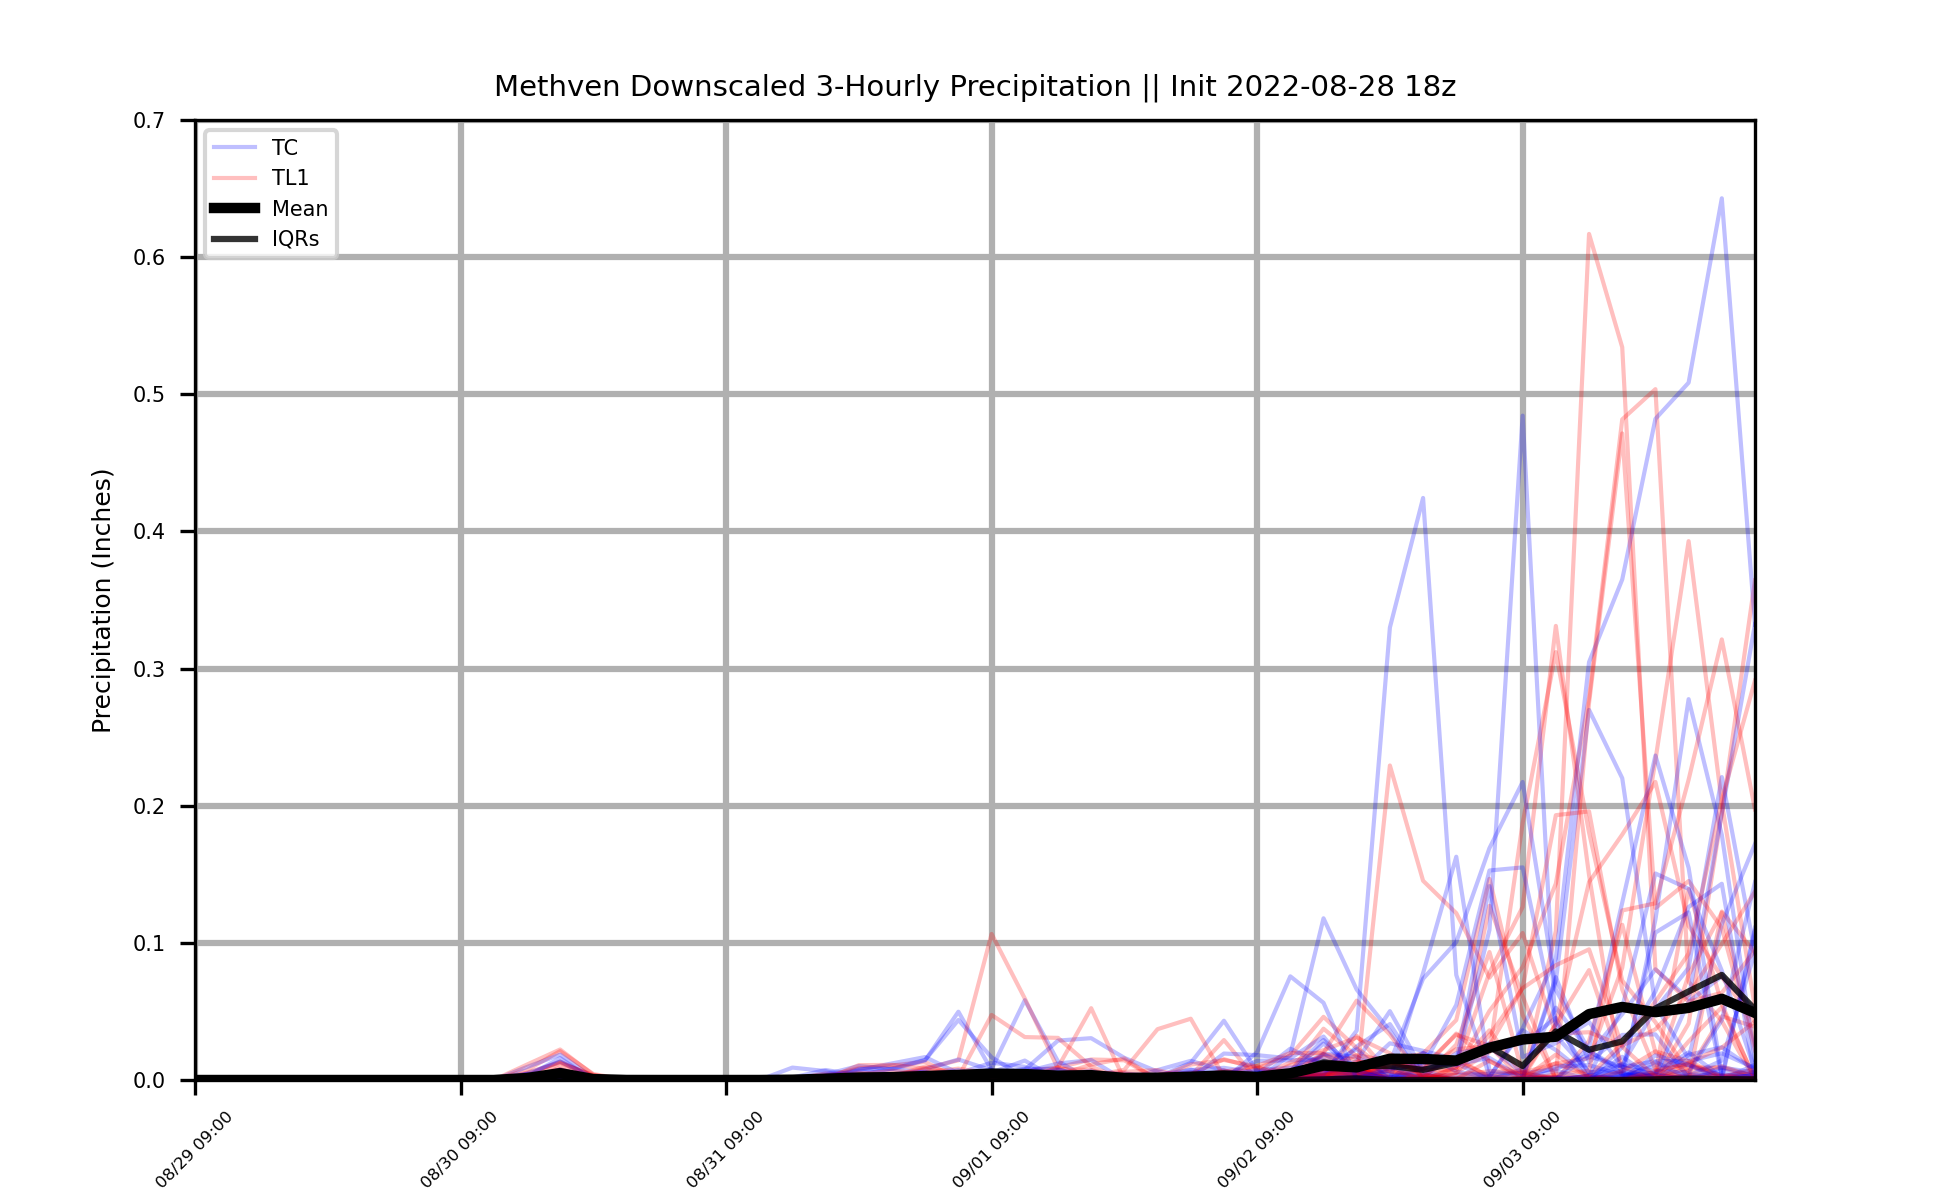 Methven Downscaled 3-Hourly Precipitation || Init 2022-08-28 18z
TC
TL1
Mean
IQRs
Precipitation (Inches)
0.7
0.6
0.5
0.4
0.3
0.2
0.1
0.0
08/29 09:00
08/30 09:00
08/31 09:00
09/01 09:00
09/02 09:00
09/03 09:00